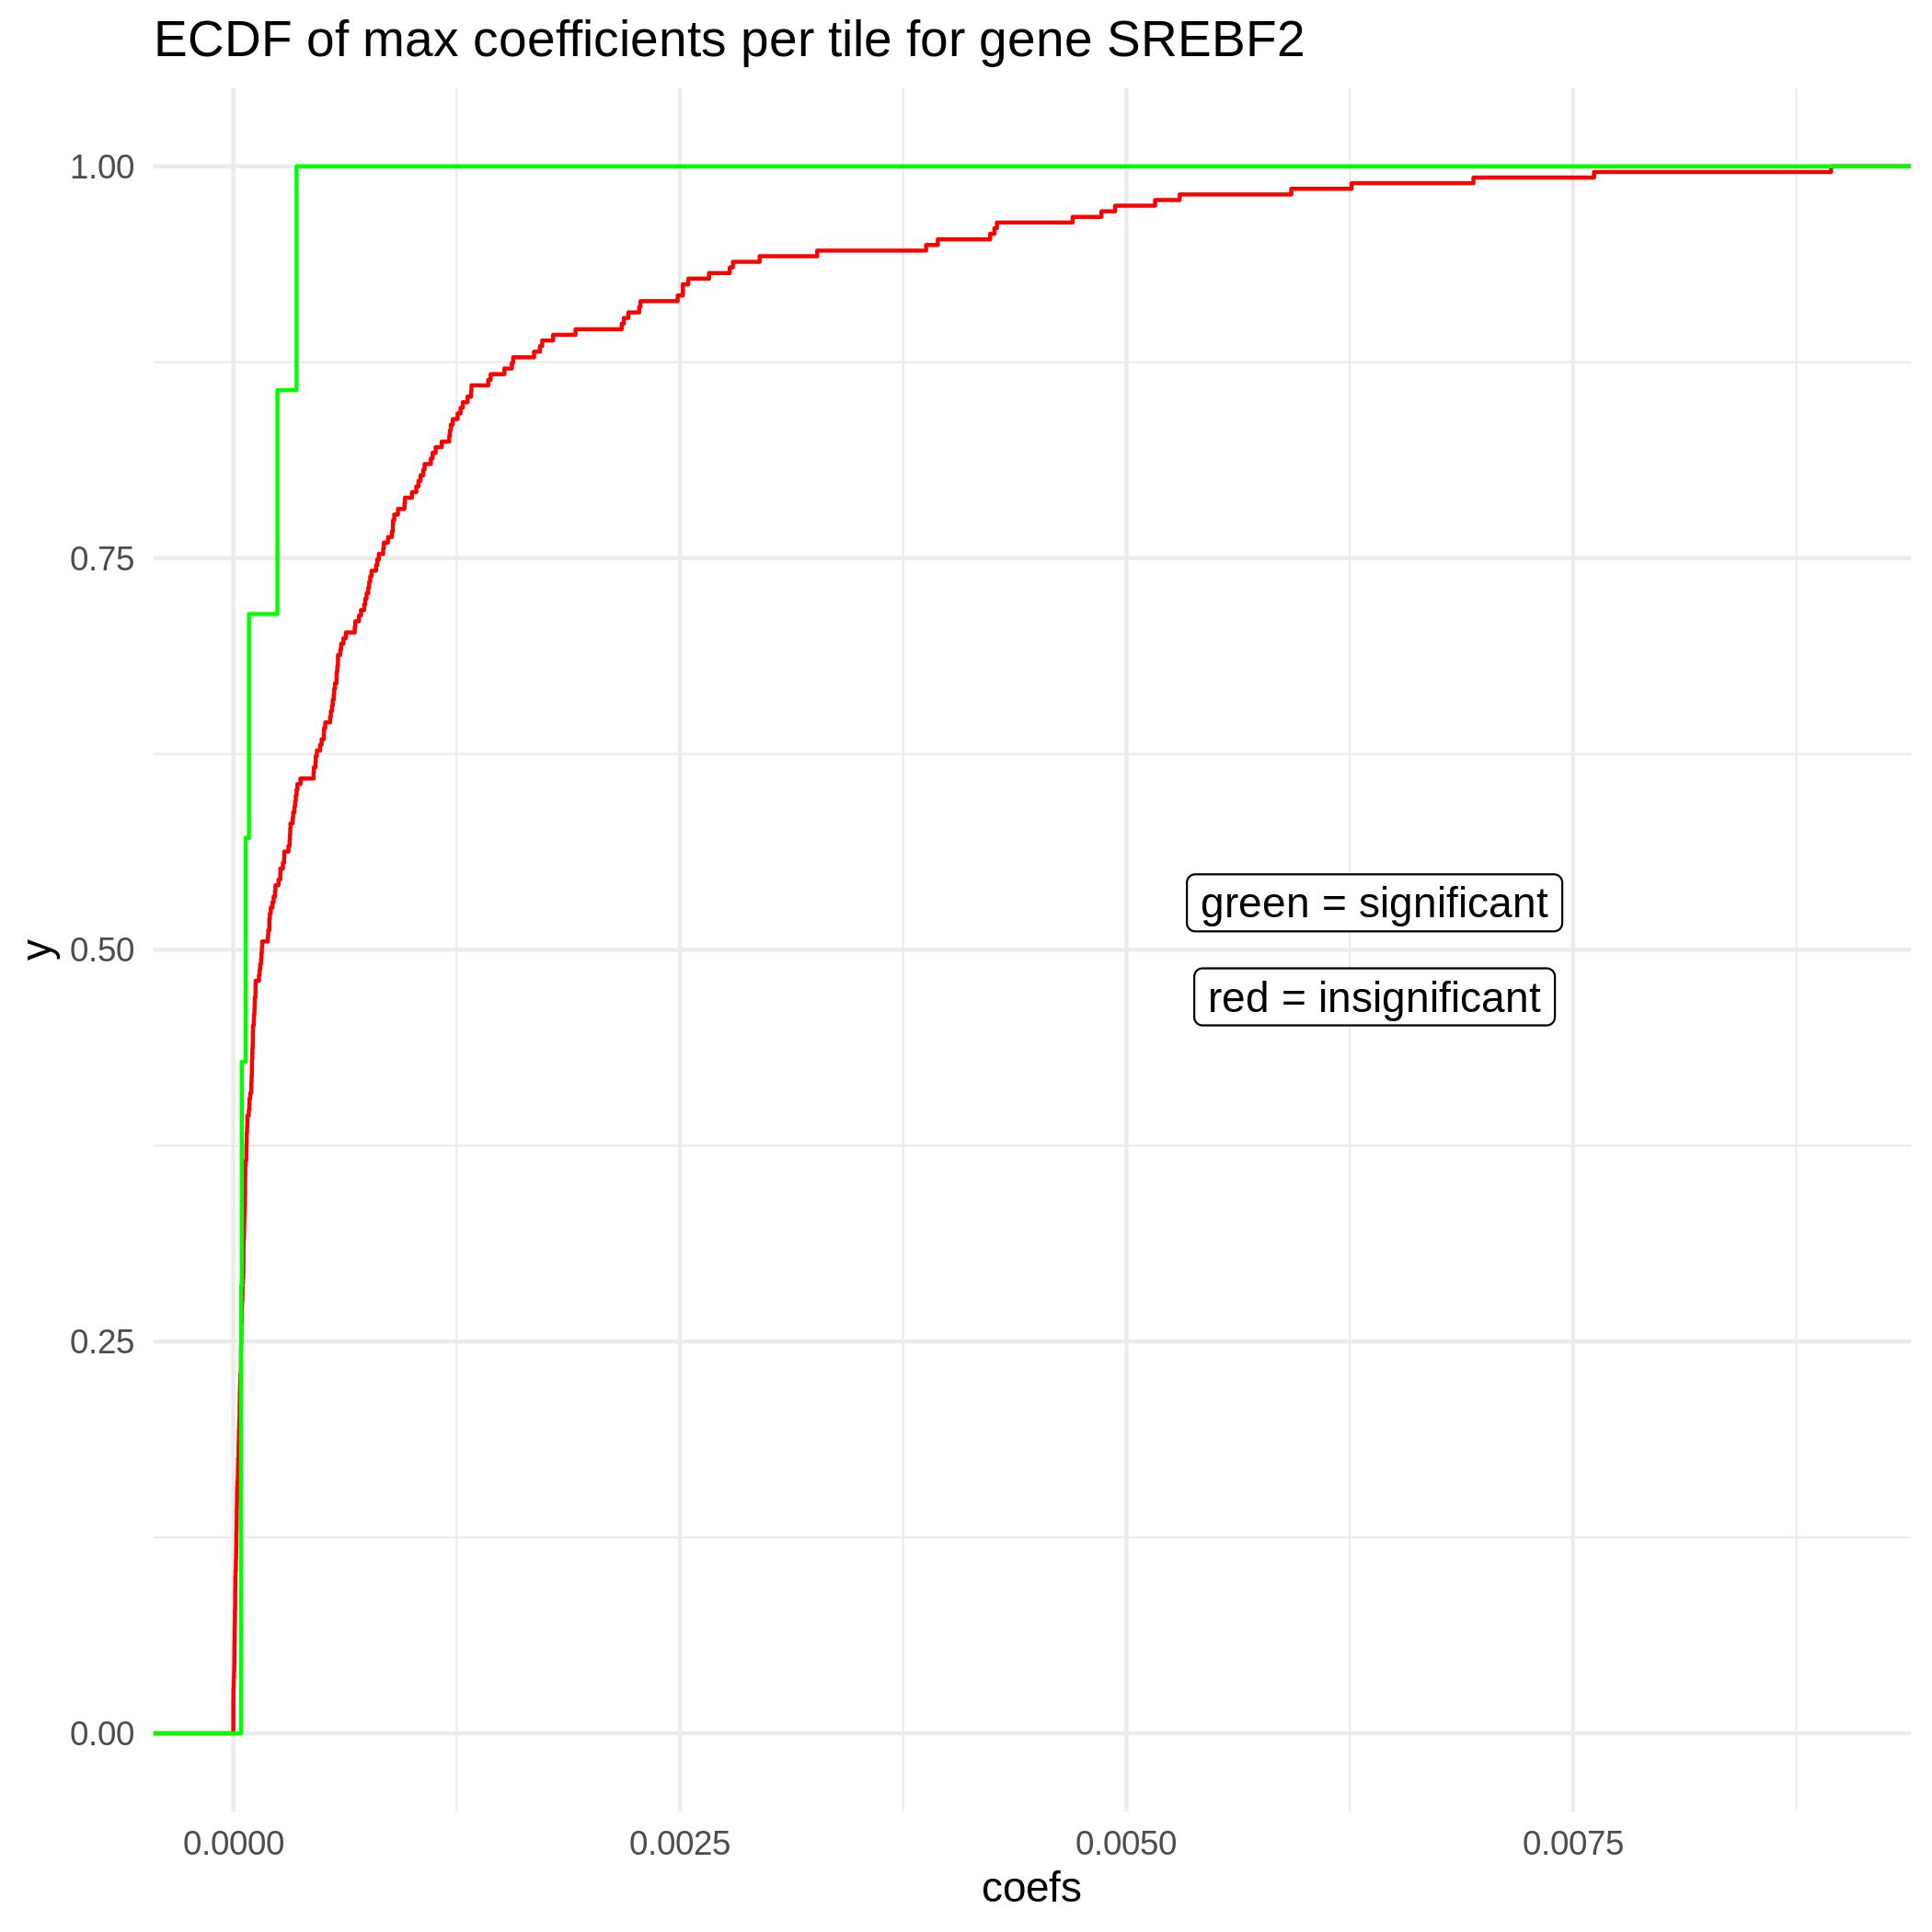 ECDF of max coefficients per tile for gene SREBF2
1.00
0.75
0.50
0.25
0.00
y
green = significant
red = insignificant
0.0000 0.0025 0.0050 0.0075
coefs